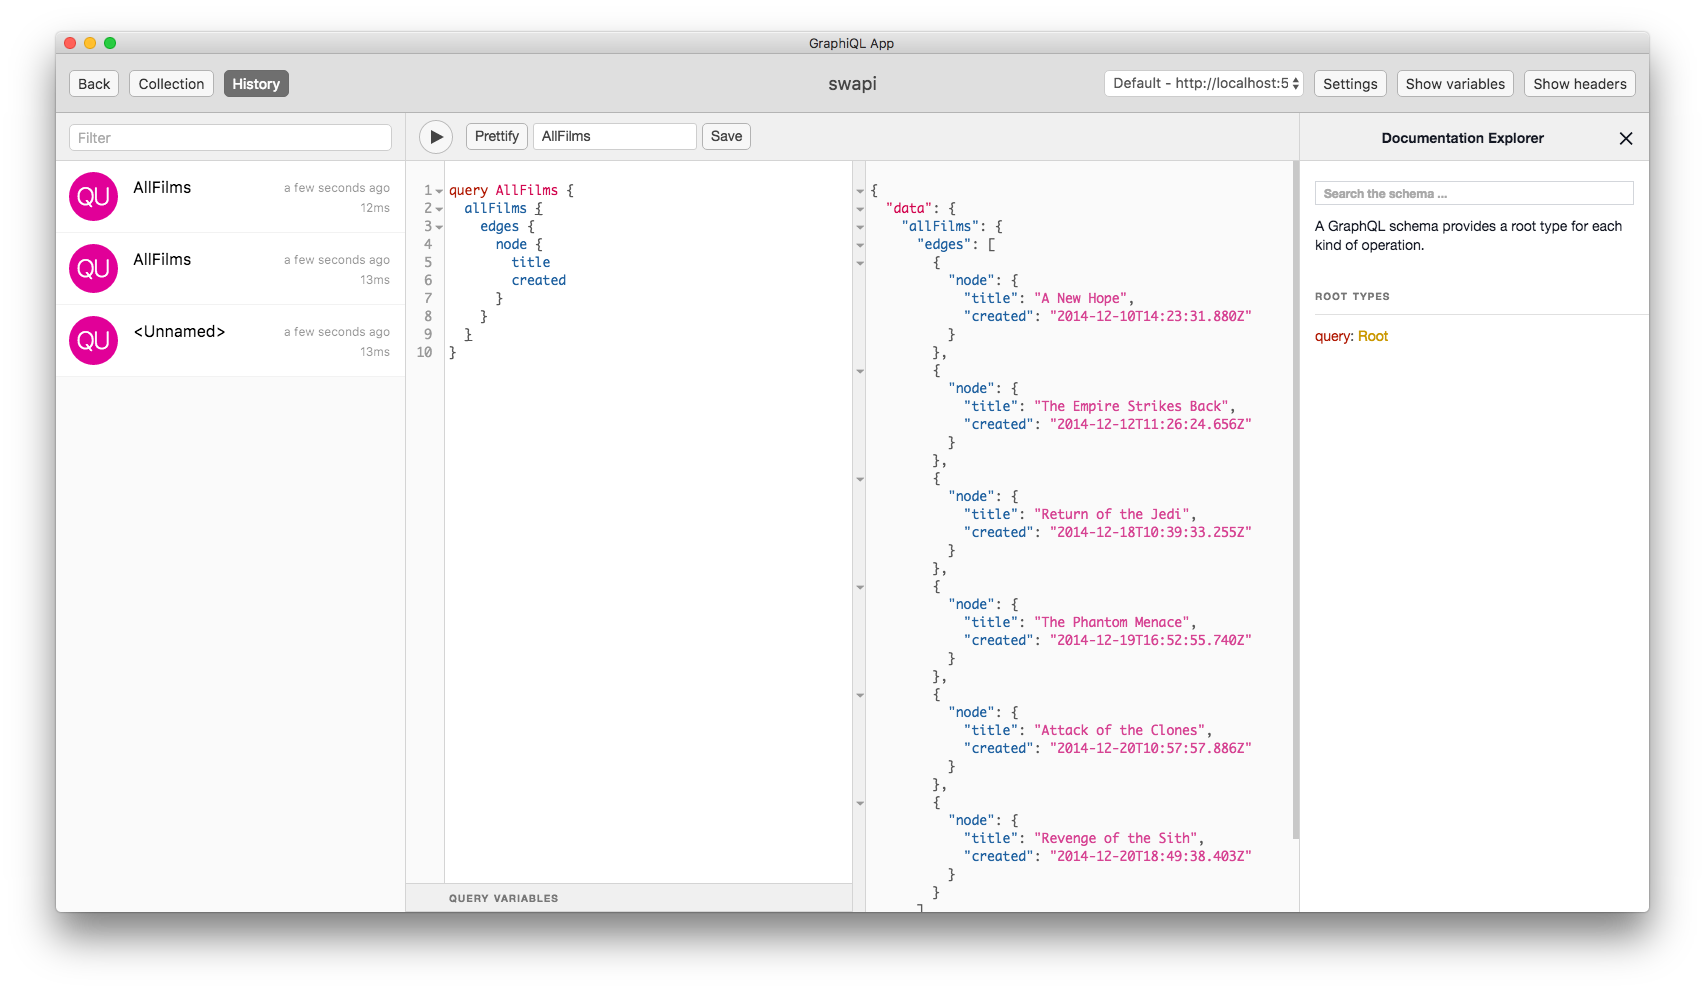 GraphiQL App
Back Collection History
swapi
Default - http://localhost:5 Settings Show variables Show headers
Filter
QU AllFilms a few seconds ago
12ms
QU AllFilms a few seconds ago
13ms
QU <Unnamed> a few seconds ago
13ms
Prettify AllFilms Save
1 query AllFilms {
2   allFilms {
3     edges {
4       node {
5         title
6         created
7       }
8     }
9   }
10 }
QUERY VARIABLES
{
  "data": {
    "allFilms": {
      "edges": [
        {
          "node": {
            "title": "A New Hope",
            "created": "2014-12-10T14:23:31.880Z"
          }
        },
        {
          "node": {
            "title": "The Empire Strikes Back",
            "created": "2014-12-12T11:26:24.656Z"
          }
        },
        {
          "node": {
            "title": "Return of the Jedi",
            "created": "2014-12-18T10:39:33.255Z"
          }
        },
        {
          "node": {
            "title": "The Phantom Menace",
            "created": "2014-12-19T16:52:55.740Z"
          }
        },
        {
          "node": {
            "title": "Attack of the Clones",
            "created": "2014-12-20T10:57:57.886Z"
          }
        },
        {
          "node": {
            "title": "Revenge of the Sith",
            "created": "2014-12-20T18:49:38.403Z"
          }
        }
      ]
Documentation Explorer
Search the schema ...
A GraphQL schema provides a root type for each
kind of operation.
ROOT TYPES
query: Root